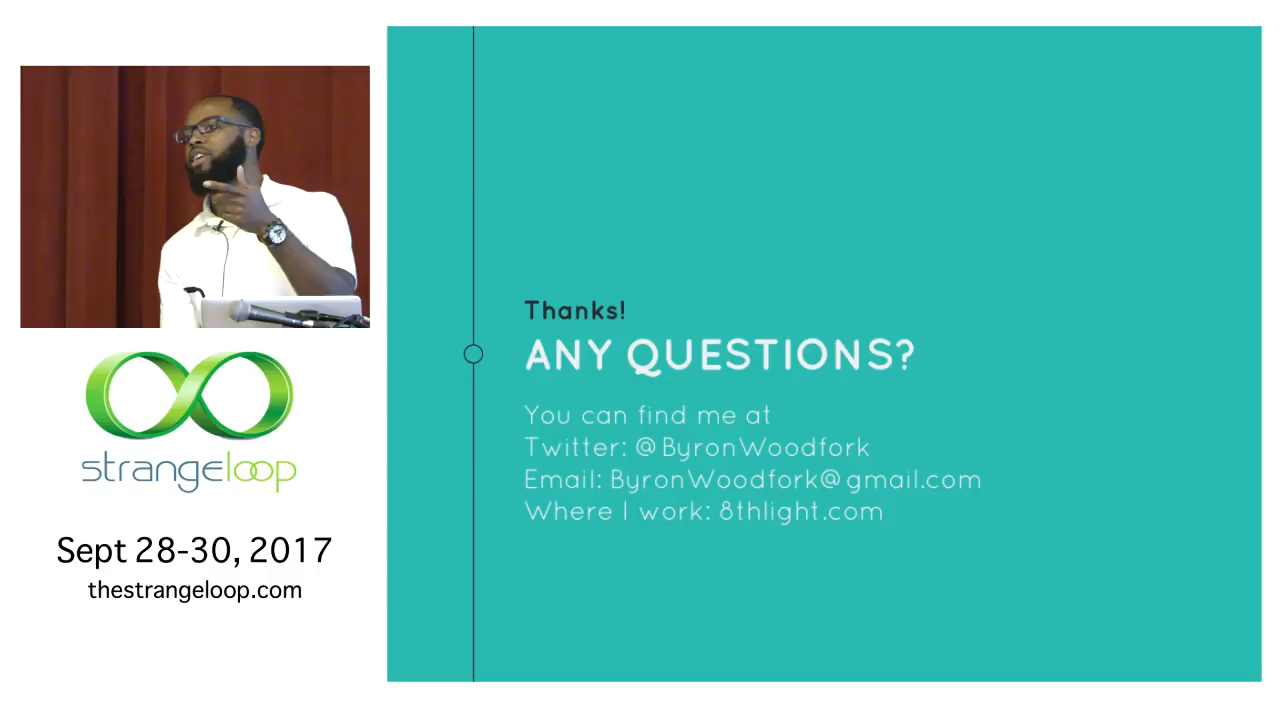 strangeloop
Sept 28-30, 2017
thestrangeloop.com
Thanks!
ANY QUESTIONS?
You can find me at
Twitter: @ByronWoodfork
Email: ByronWoodfork@gmail.com
Where I work: 8thlight.com